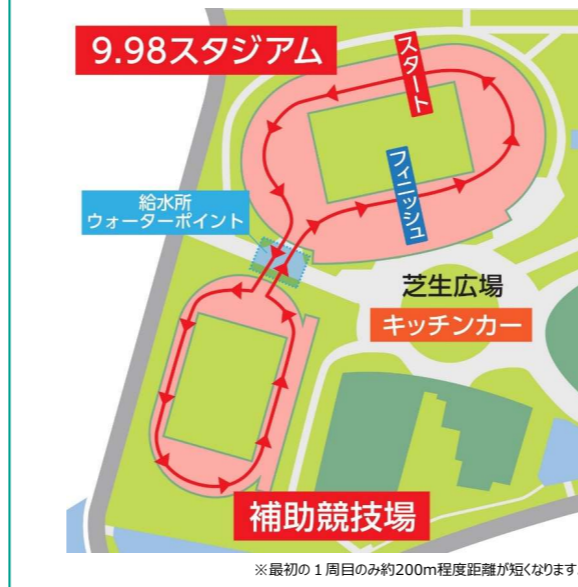 9.98スタジアム
スタート
フィニッシュ
給水所
ウォーターポイント
芝生広場
キッチンカー
補助競技場
※最初の1周目のみ約200m程度距離が短くなります